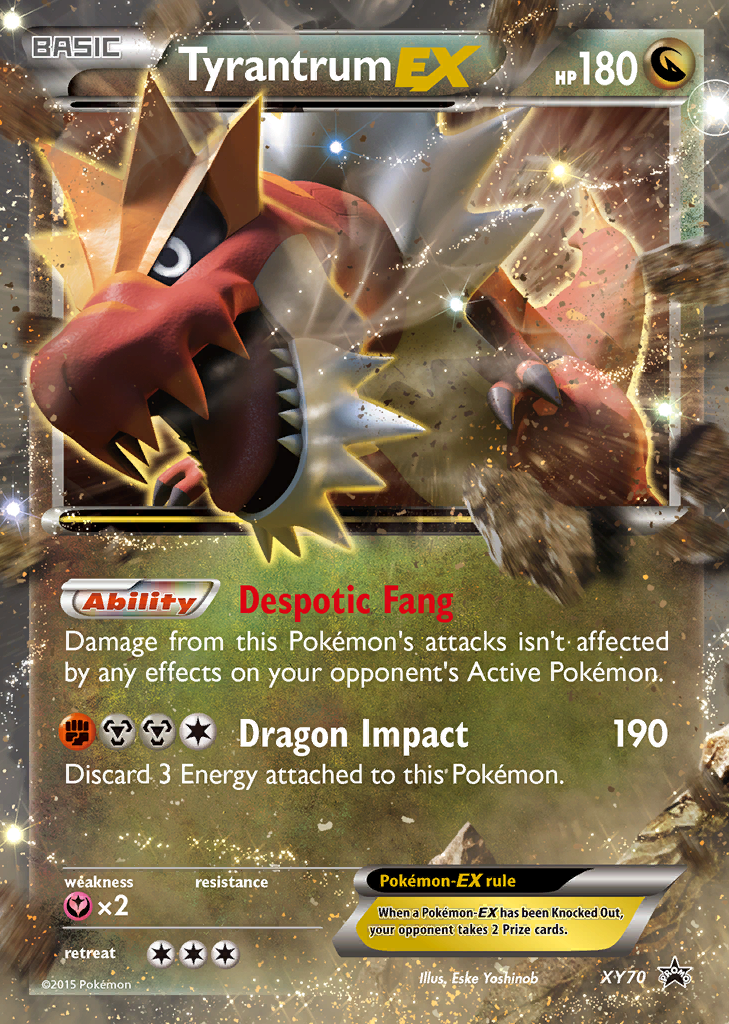 BASIC
Tyrantrum EX
HP 180
Ability Despotic Fang
Damage from this Pokémon's attacks isn't affected
by any effects on your opponent's Active Pokémon.
Dragon Impact 190
Discard 3 Energy attached to this Pokémon.
weakness resistance
×2
retreat
Pokémon-EX rule
When a Pokémon-EX has been Knocked Out,
your opponent takes 2 Prize cards.
©2015 Pokémon
Illus. Eske Yoshinob
XY70 PROMO